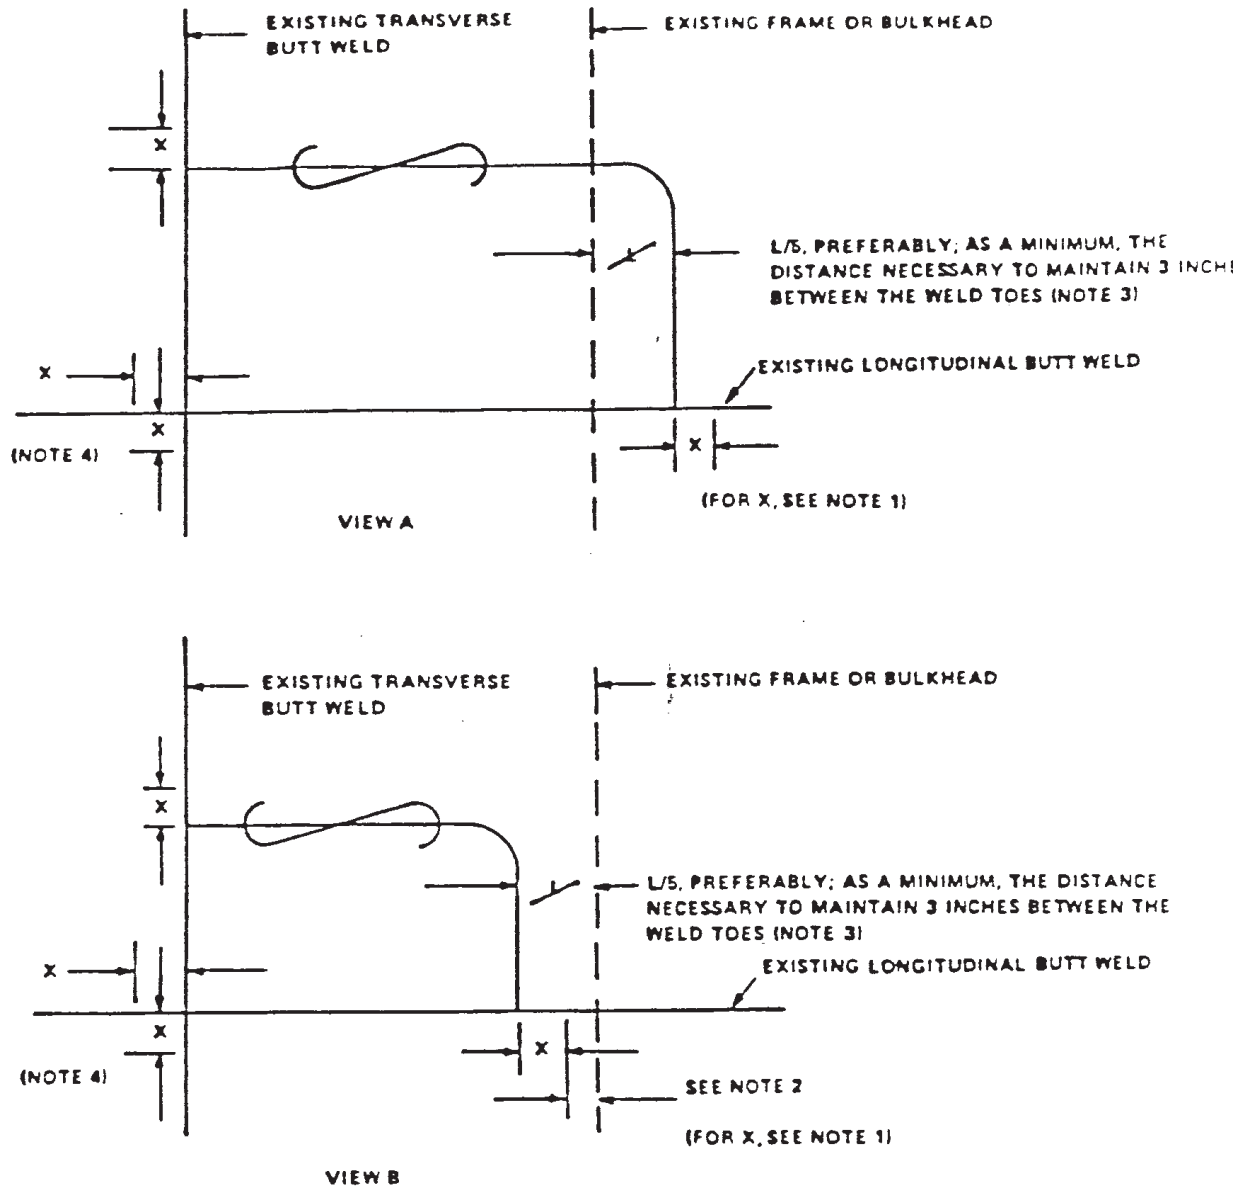 EXISTING TRANSVERSE
BUTT WELD
EXISTING FRAME OR BULKHEAD
X
L/5, PREFERABLY; AS A MINIMUM, THE
DISTANCE NECESSARY TO MAINTAIN 3 INCH
BETWEEN THE WELD TOES (NOTE 3)
EXISTING LONGITUDINAL BUTT WELD
X
X
(NOTE 4)
X
(FOR X, SEE NOTE 1)
VIEW A
EXISTING TRANSVERSE
BUTT WELD
EXISTING FRAME OR BULKHEAD
X
L/5, PREFERABLY; AS A MINIMUM, THE DISTANCE
NECESSARY TO MAINTAIN 3 INCHES BETWEEN THE
WELD TOES (NOTE 3)
EXISTING LONGITUDINAL BUTT WELD
X
X
(NOTE 4)
X
SEE NOTE 2
(FOR X, SEE NOTE 1)
VIEW B